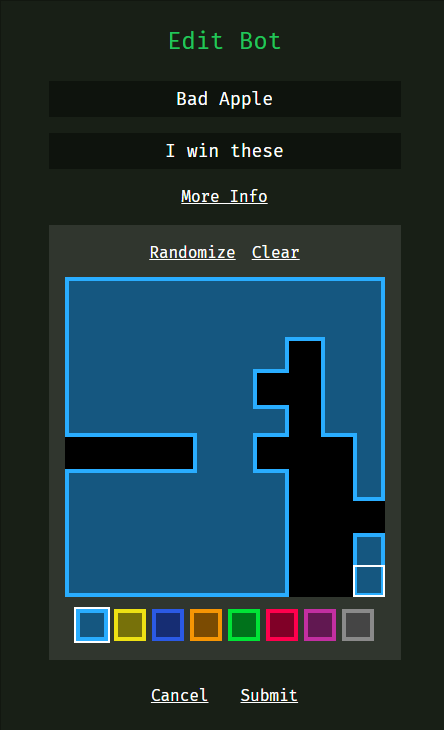 Edit Bot
Bad Apple
I win these
More Info
Randomize Clear
Cancel Submit